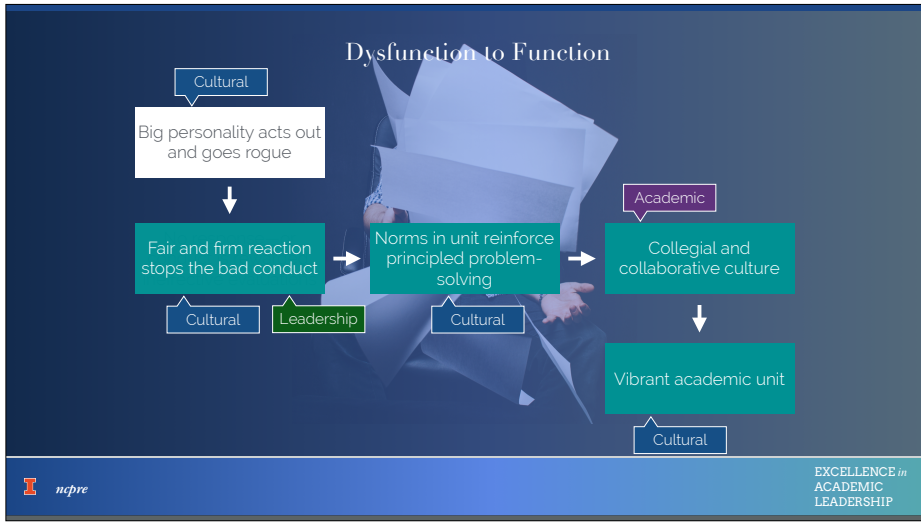 Dysfunction to Function
Cultural
Big personality acts out
and goes rogue
Fair and firm reaction
stops the bad conduct
Cultural
Leadership
Norms in unit reinforce
principled problem-
solving
Cultural
Academic
Collegial and
collaborative culture
Vibrant academic unit
Cultural
I
ncpre
EXCELLENCE in
ACADEMIC
LEADERSHIP